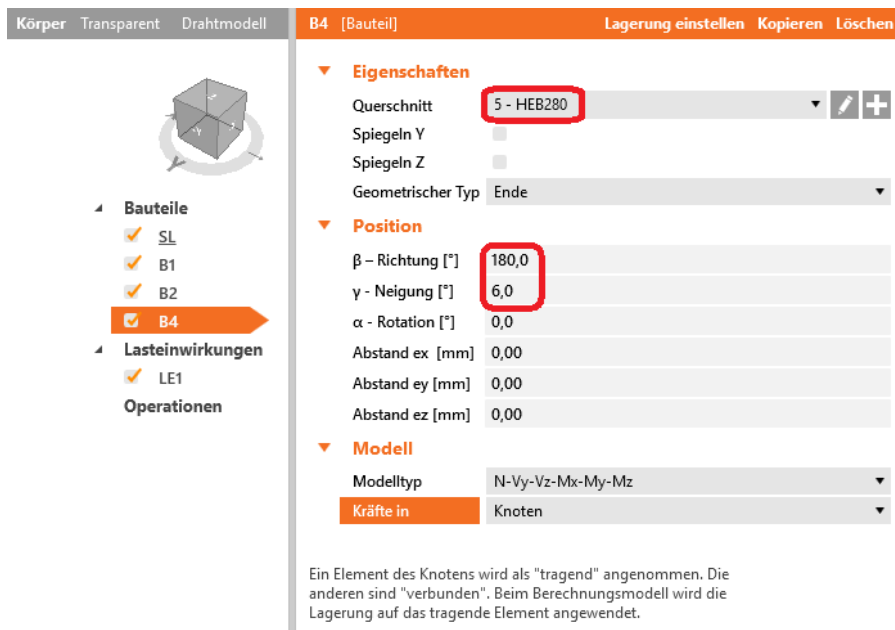 Körper Transparent Drahtmodell
Bauteile
SL
B1
B2
B4
Lasteinwirkungen
LE1
Operationen
B4 [Bauteil] Lagerung einstellen Kopieren Löschen
Eigenschaften
Querschnitt 5 - HEB280
Spiegeln Y
Spiegeln Z
Geometrischer Typ Ende
Position
β – Richtung [°] 180,0
γ - Neigung [°] 6,0
α - Rotation [°] 0,0
Abstand ex [mm] 0,00
Abstand ey [mm] 0,00
Abstand ez [mm] 0,00
Modell
Modelltyp N-Vy-Vz-Mx-My-Mz
Kräfte in Knoten
Ein Element des Knotens wird als "tragend" angenommen. Die
anderen sind "verbunden". Beim Berechnungsmodell wird die
Lagerung auf das tragende Element angewendet.